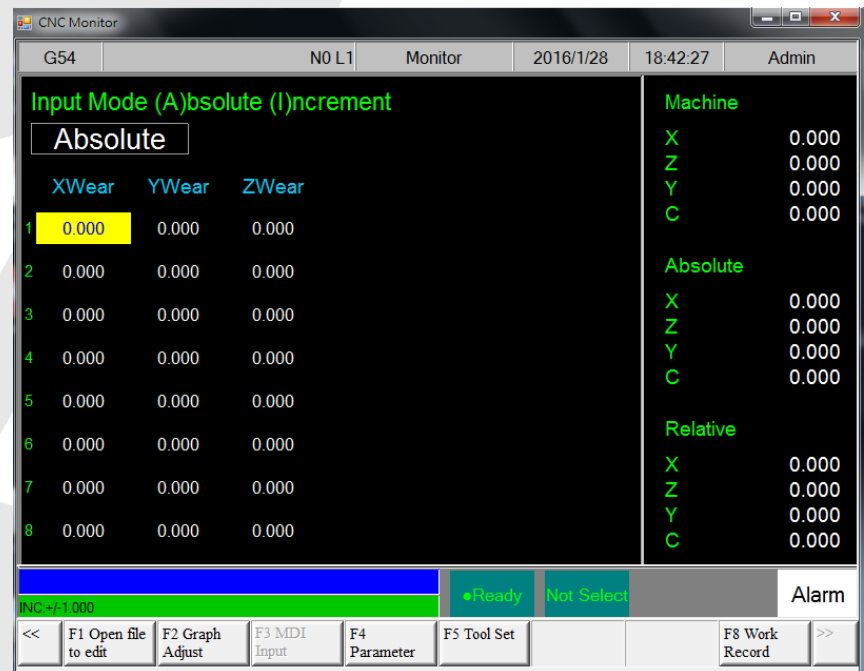 CNC Monitor
G54 N0 L1 Monitor 2016/1/28 18:42:27 Admin
Input Mode (A)bsolute (I)ncrement
Absolute
XWear YWear ZWear
1 0.000 0.000 0.000
2 0.000 0.000 0.000
3 0.000 0.000 0.000
4 0.000 0.000 0.000
5 0.000 0.000 0.000
6 0.000 0.000 0.000
7 0.000 0.000 0.000
8 0.000 0.000 0.000
Machine
X 0.000
Z 0.000
Y 0.000
C 0.000
Absolute
X 0.000
Z 0.000
Y 0.000
C 0.000
Relative
X 0.000
Z 0.000
Y 0.000
C 0.000
INC:+/-1.000
●Ready Not Select Alarm
<< F1 Open file to edit F2 Graph Adjust F3 MDI Input F4 Parameter F5 Tool Set F8 Work Record >>